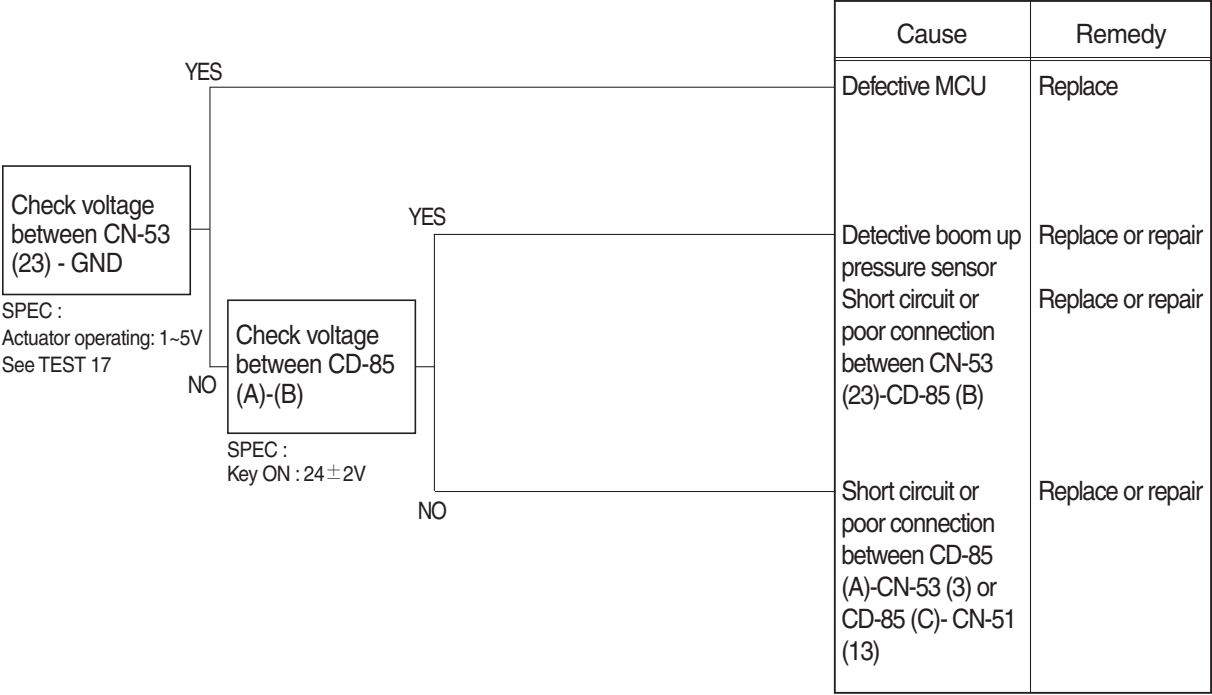 Cause
Remedy
YES
Defective MCU
Replace
Check voltage
between CN-53
(23) - GND
SPEC :
Actuator operating: 1~5V
See TEST 17
NO
YES
Detective boom up
pressure sensor
Replace or repair
Short circuit or
poor connection
between CN-53
(23)-CD-85 (B)
Replace or repair
Check voltage
between CD-85
(A)-(B)
SPEC :
Key ON : 24±2V
NO
Short circuit or
poor connection
between CD-85
(A)-CN-53 (3) or
CD-85 (C)- CN-51
(13)
Replace or repair